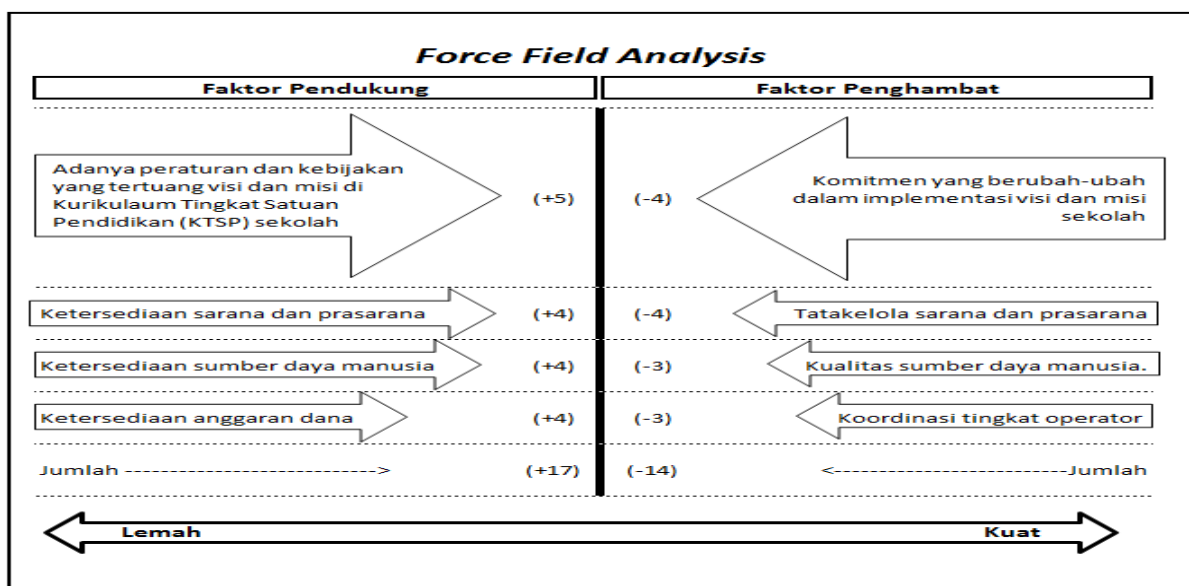 Force Field Analysis
Faktor Pendukung
Faktor Penghambat
Adanya peraturan dan kebijakan
yang tertuang visi dan misi di
Kurikulaum Tingkat Satuan
Pendidikan (KTSP) sekolah
(+5)
(-4)
Komitmen yang berubah-ubah
dalam implementasi visi dan misi
sekolah
Ketersediaan sarana dan prasarana
(+4)
(-4)
Tatakelola sarana dan prasarana
Ketersediaan sumber daya manusia
(+4)
(-3)
Kualitas sumber daya manusia.
Ketersediaan anggaran dana
(+4)
(-3)
Koordinasi tingkat operator
Jumlah ---------------------------->
(+17)
(-14)
<--------------------------Jumlah
Lemah
Kuat